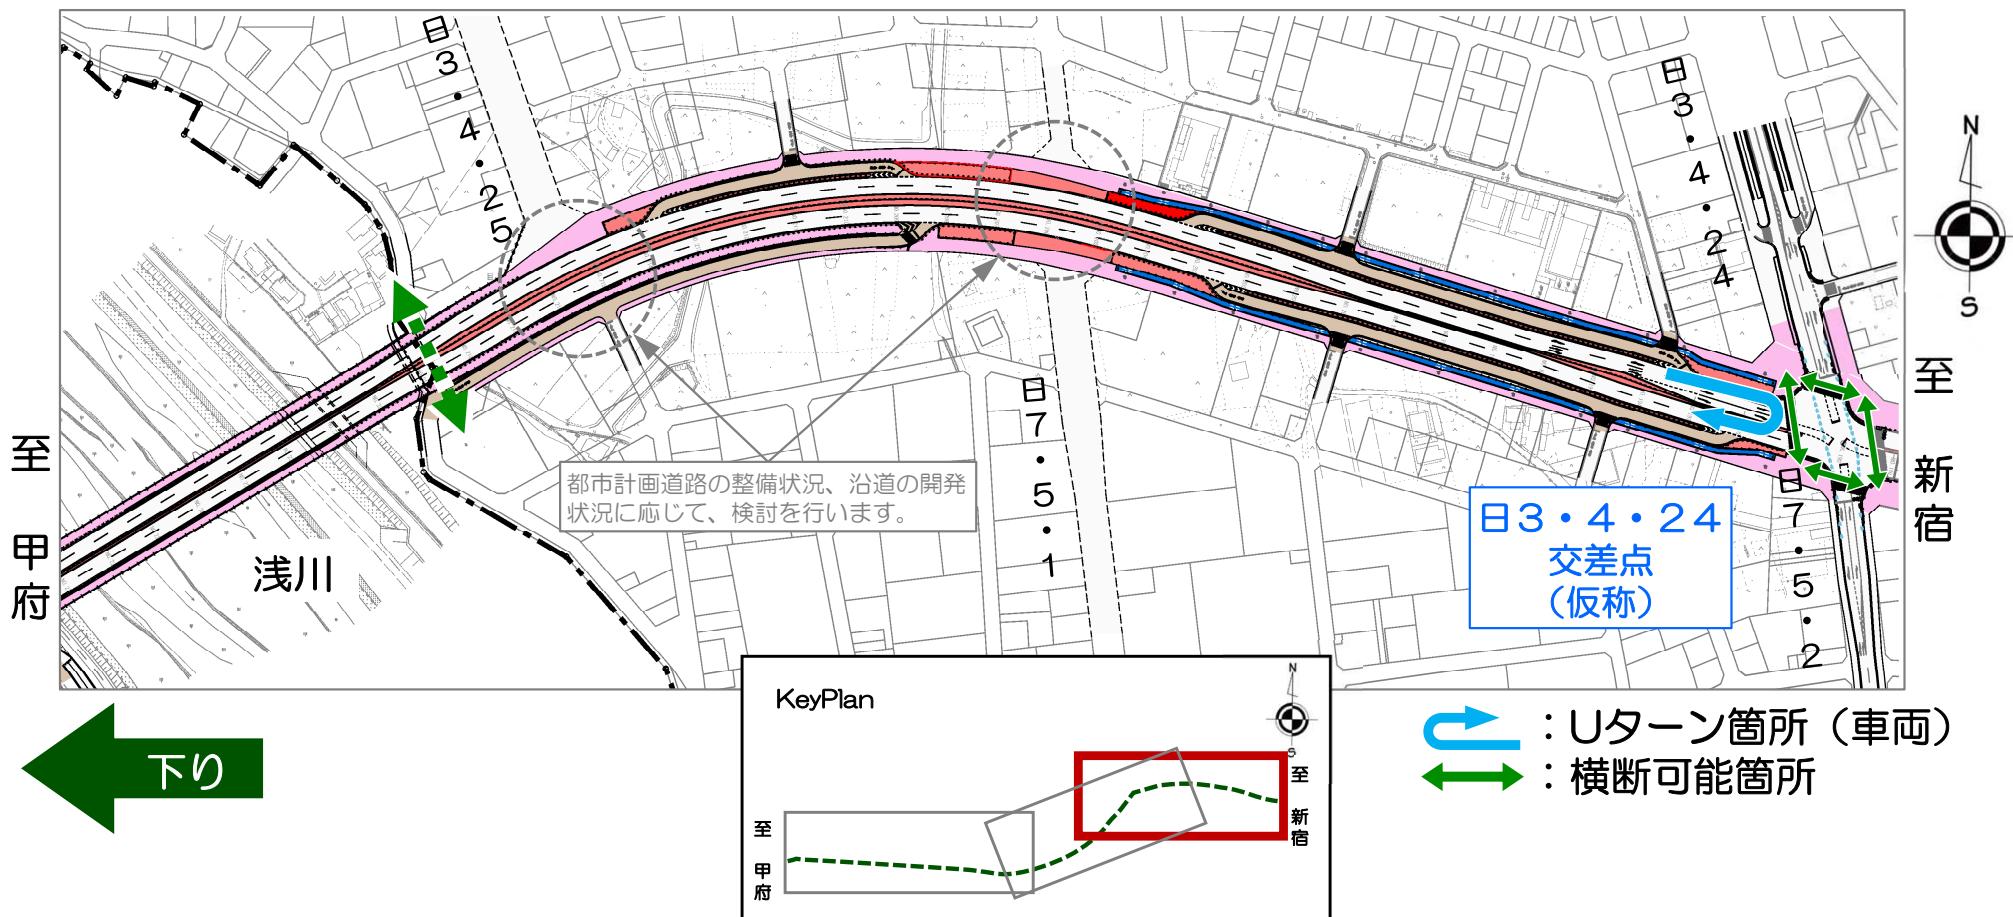 日3・4・25
日3・4・24
N
S
至 甲府
至 新宿
浅川
都市計画道路の整備状況、沿道の開発
状況に応じて、検討を行います。
日7・5・1
日7・5・2
日3・4・24
交差点
(仮称)
下り
KeyPlan
N
S
至 甲府
至 新宿
:Uターン箇所(車両)
:横断可能箇所